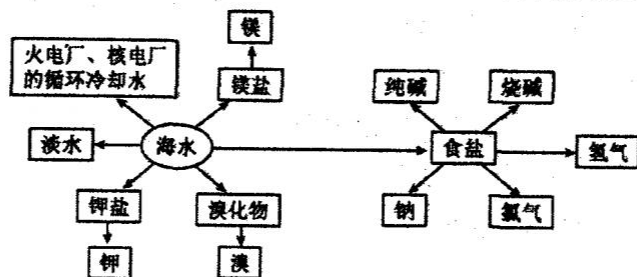 镁
火电厂、核电厂
的循环冷却水
镁盐
纯碱
烧碱
淡水
海水
食盐
氢气
钾盐
溴化物
钠
氯气
钾
溴